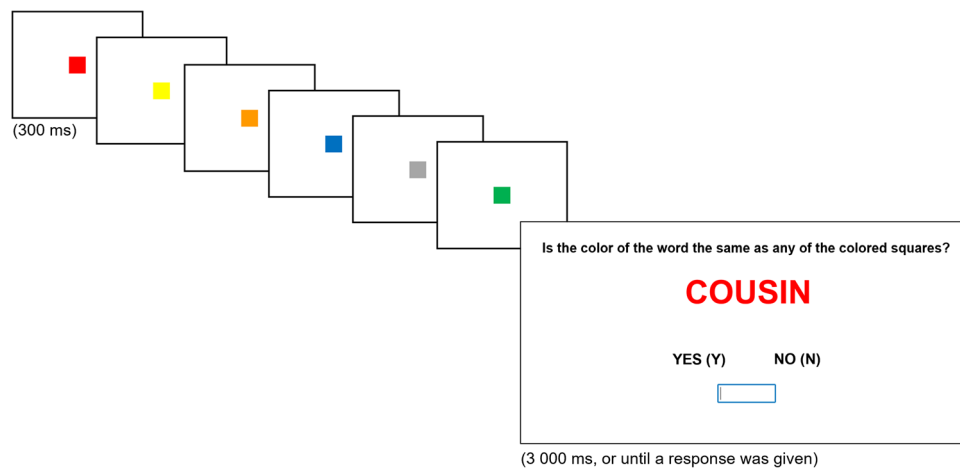 (300 ms)
Is the color of the word the same as any of the colored squares?
COUSIN
YES (Y) NO (N)
(3 000 ms, or until a response was given)